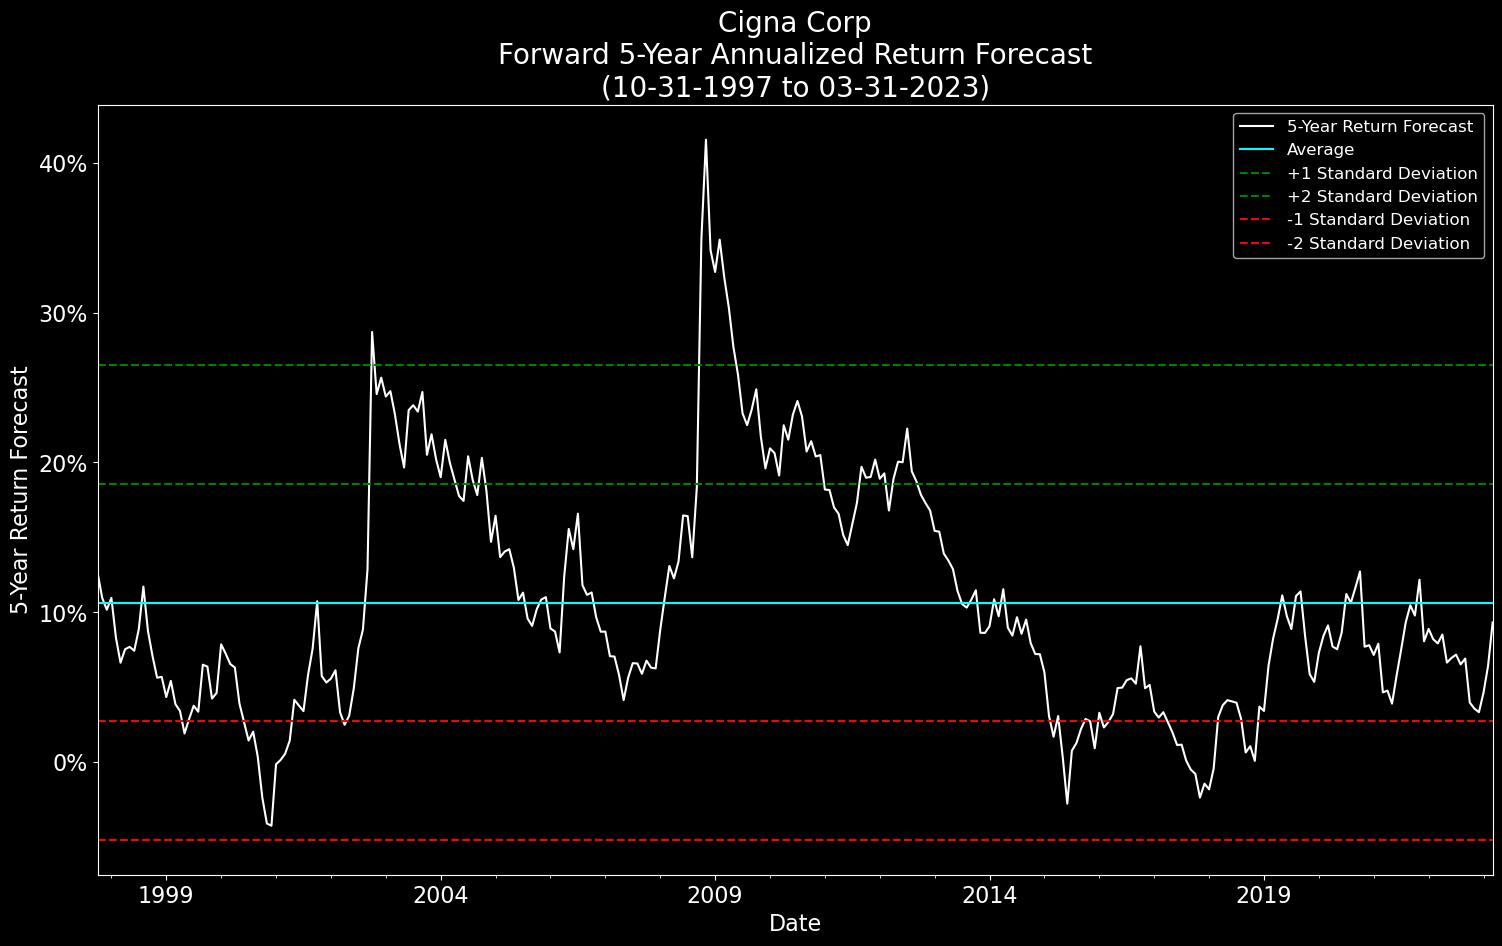 Cigna Corp
Forward 5-Year Annualized Return Forecast
(10-31-1997 to 03-31-2023)
5-Year Return Forecast
Average
+1 Standard Deviation
+2 Standard Deviation
-1 Standard Deviation
-2 Standard Deviation
40%
30%
20%
10%
0%
5-Year Return Forecast
1999
2004
2009
2014
2019
Date